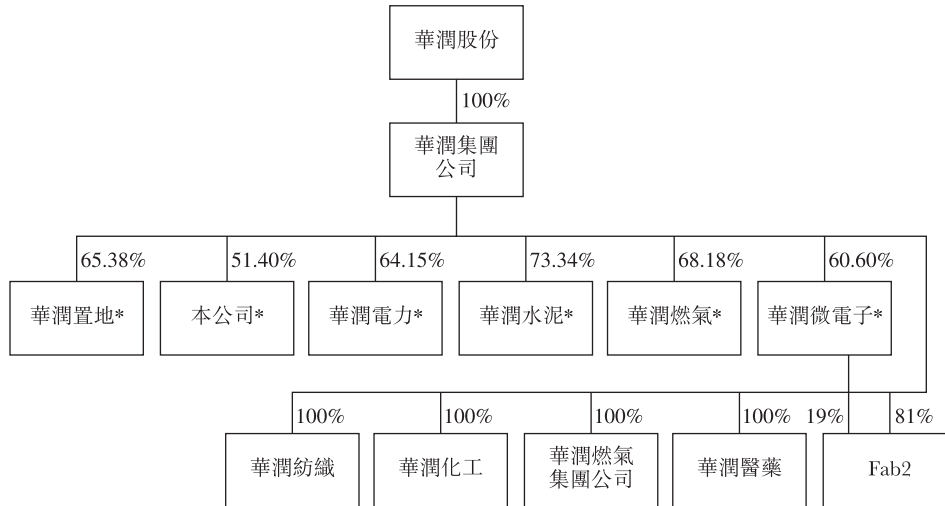 華潤股份
100%
華潤集團
公司
65.38%
51.40%
64.15%
73.34%
68.18%
60.60%
華潤置地*
本公司*
華潤電力*
華潤水泥*
華潤燃氣*
華潤微電子*
100%
100%
100%
100%
19%
81%
華潤紡織
華潤化工
華潤燃氣
集團公司
華潤醫藥
Fab2